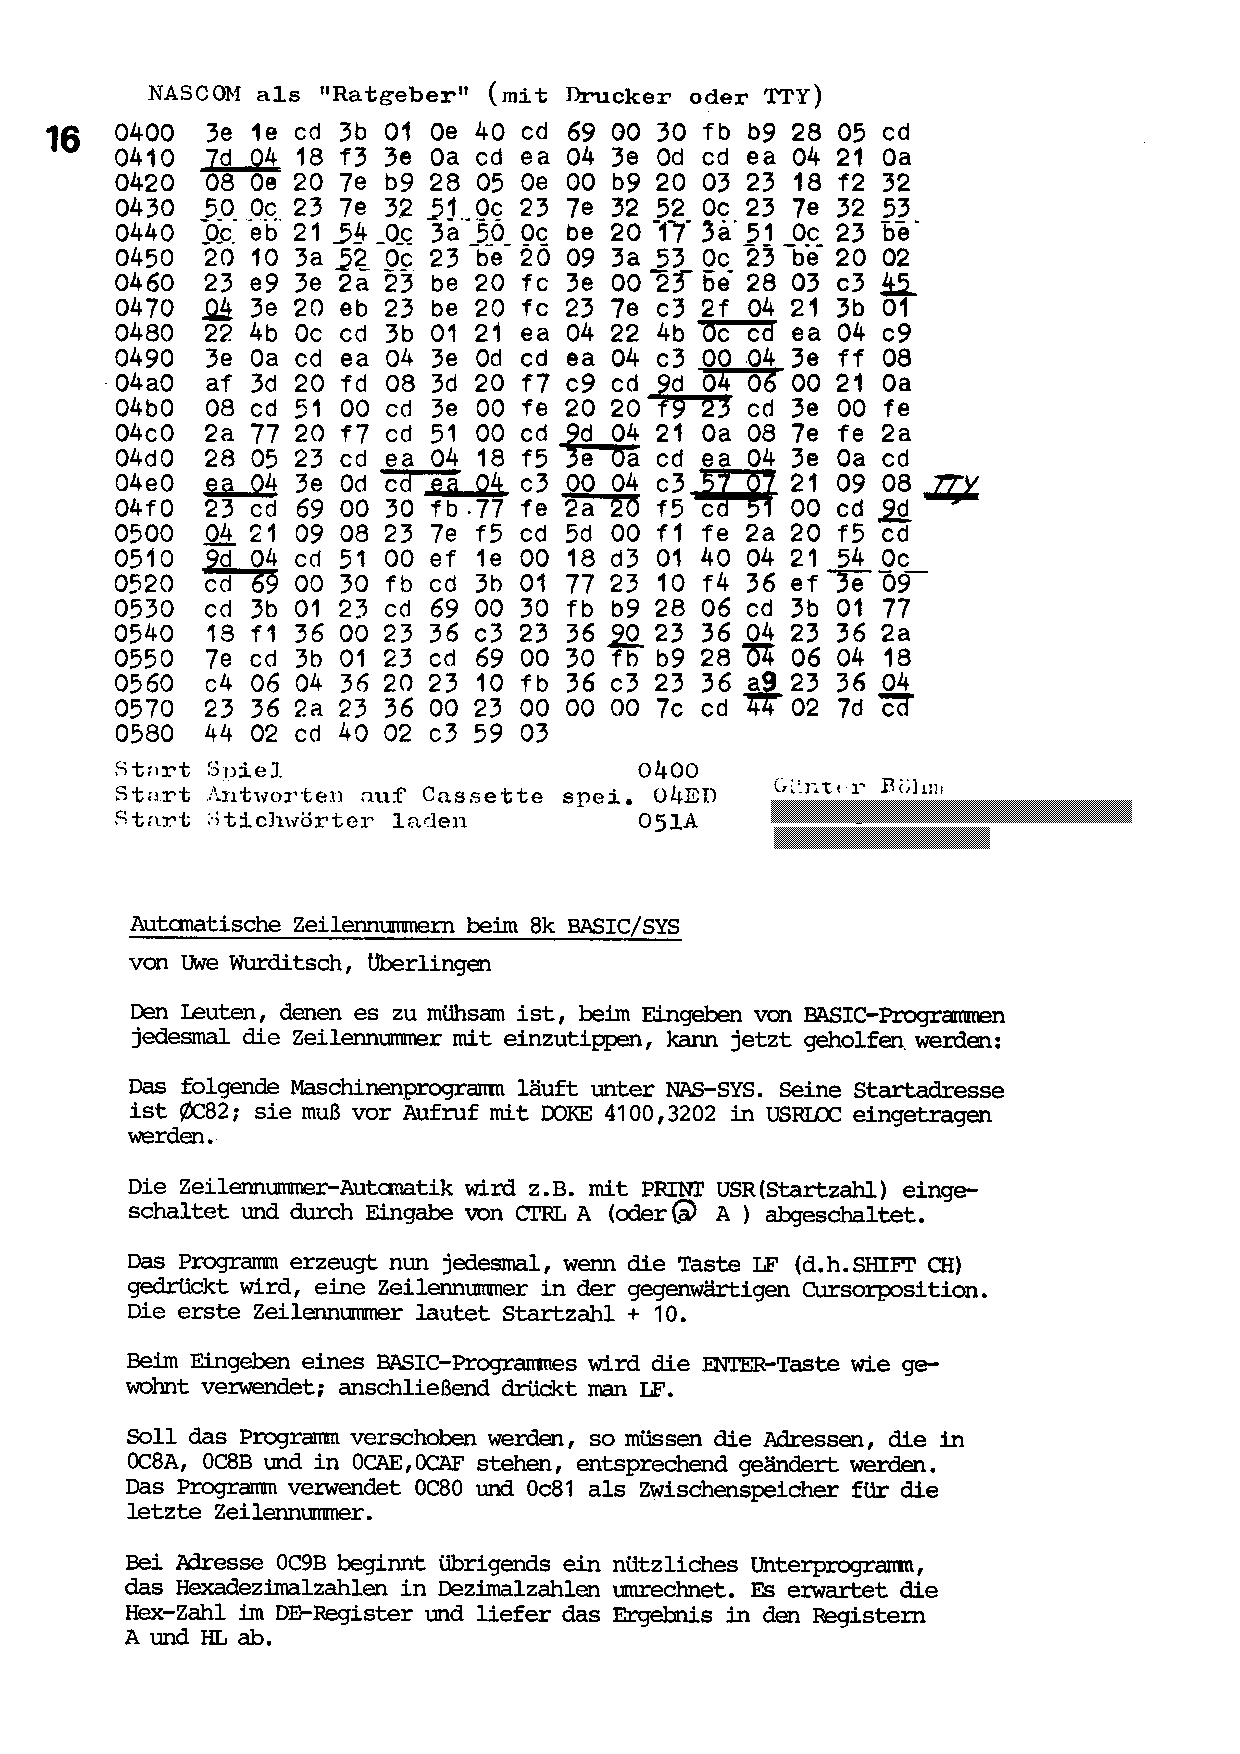 NASCOM als "Ratgeber" (mit Drucker oder TTY)
16
0400 3e 1e cd 3b 01 0e 40 cd 69 00 30 fb b9 28 05 cd
0410 7d 04 18 f3 3e 0a cd ea 04 3e 0d cd ea 04 21 0a
0420 08 0e 20 7e b9 28 05 0e 00 b9 20 03 23 18 f2 32
0430 50 0c 23 7e 32 51 0c 23 7e 32 52 0c 23 7e 32 53
0440 0c eb 21 54 0c 3a 50 0c be 20 17 3a 51 0c 23 be
0450 20 10 3a 52 0c 23 be 20 09 3a 53 0c 23 be 20 02
0460 23 e9 3e 2a 23 be 20 fc 3e 00 23 be 28 03 c3 45
0470 04 3e 20 eb 23 be 20 fc 23 7e c3 2f 04 21 3b 01
0480 22 4b 0c cd 3b 01 21 ea 04 22 4b 0c cd ea 04 c9
0490 3e 0a cd ea 04 3e 0d cd ea 04 c3 00 04 3e ff 08
04a0 af 3d 20 fd 08 3d 20 f7 c9 cd 9d 04 06 00 21 0a
04b0 08 cd 51 00 cd 3e 00 fe 20 20 f9 23 cd 3e 00 fe
04c0 2a 77 20 f7 cd 51 00 cd 9d 04 21 0a 08 7e fe 2a
04d0 28 05 23 cd ea 04 18 f5 3e 0a cd ea 04 3e 0a cd
04e0 ea 04 3e 0d cd ea 04 c3 00 04 c3 57 07 21 09 08 TTY
04f0 23 cd 69 00 30 fb 77 fe 2a 20 f5 cd 51 00 cd 9d
0500 04 21 09 08 23 7e f5 cd 5d 00 f1 fe 2a 20 f5 cd
0510 9d 04 cd 51 00 ef 1e 00 18 d3 01 40 04 21 54 0c
0520 cd 69 00 30 fb cd 3b 01 77 23 10 f4 36 ef 3e 09
0530 cd 3b 01 23 cd 69 00 30 fb b9 28 06 cd 3b 01 77
0540 18 f1 36 00 23 36 c3 23 36 90 23 36 04 23 36 2a
0550 7e cd 3b 01 23 cd 69 00 30 fb b9 28 04 06 04 18
0560 c4 06 04 36 20 23 10 fb 36 c3 23 36 a9 23 36 04
0570 23 36 2a 23 36 00 23 00 00 00 7c cd 44 02 7d cd
0580 44 02 cd 40 02 c3 59 03
Start Spiel 0400
Start Antworten auf Cassette spei. 04ED
Start Stichwörter laden 051A
Günter Böhm
Automatische Zeilennummern beim 8k BASIC/SYS
von Uwe Wurditsch, Überlingen
Den Leuten, denen es zu mühsam ist, beim Eingeben von BASIC-Programmen
jedesmal die Zeilennummer mit einzutippen, kann jetzt geholfen werden:
Das folgende Maschinenprogramm läuft unter NAS-SYS. Seine Startadresse
ist ØC82; sie muß vor Aufruf mit DOKE 4100,3202 in USRLOC eingetragen
werden.
Die Zeilennummer-Automatik wird z.B. mit PRINT USR(Startzahl) einge-
schaltet und durch Eingabe von CTRL A (oder @ A ) abgeschaltet.
Das Programm erzeugt nun jedesmal, wenn die Taste LF (d.h.SHIFT CH)
gedrückt wird, eine Zeilennummer in der gegenwärtigen Cursorposition.
Die erste Zeilennummer lautet Startzahl + 10.
Beim Eingeben eines BASIC-Programmes wird die ENTER-Taste wie ge-
wohnt verwendet; anschließend drückt man LF.
Soll das Programm verschoben werden, so müssen die Adressen, die in
0C8A, 0C8B und in 0CAE,0CAF stehen, entsprechend geändert werden.
Das Programm verwendet 0C80 und 0c81 als Zwischenspeicher für die
letzte Zeilennummer.
Bei Adresse 0C9B beginnt übrigends ein nützliches Unterprogramm,
das Hexadezimalzahlen in Dezimalzahlen umrechnet. Es erwartet die
Hex-Zahl im DE-Register und liefer das Ergebnis in den Registern
A und HL ab.